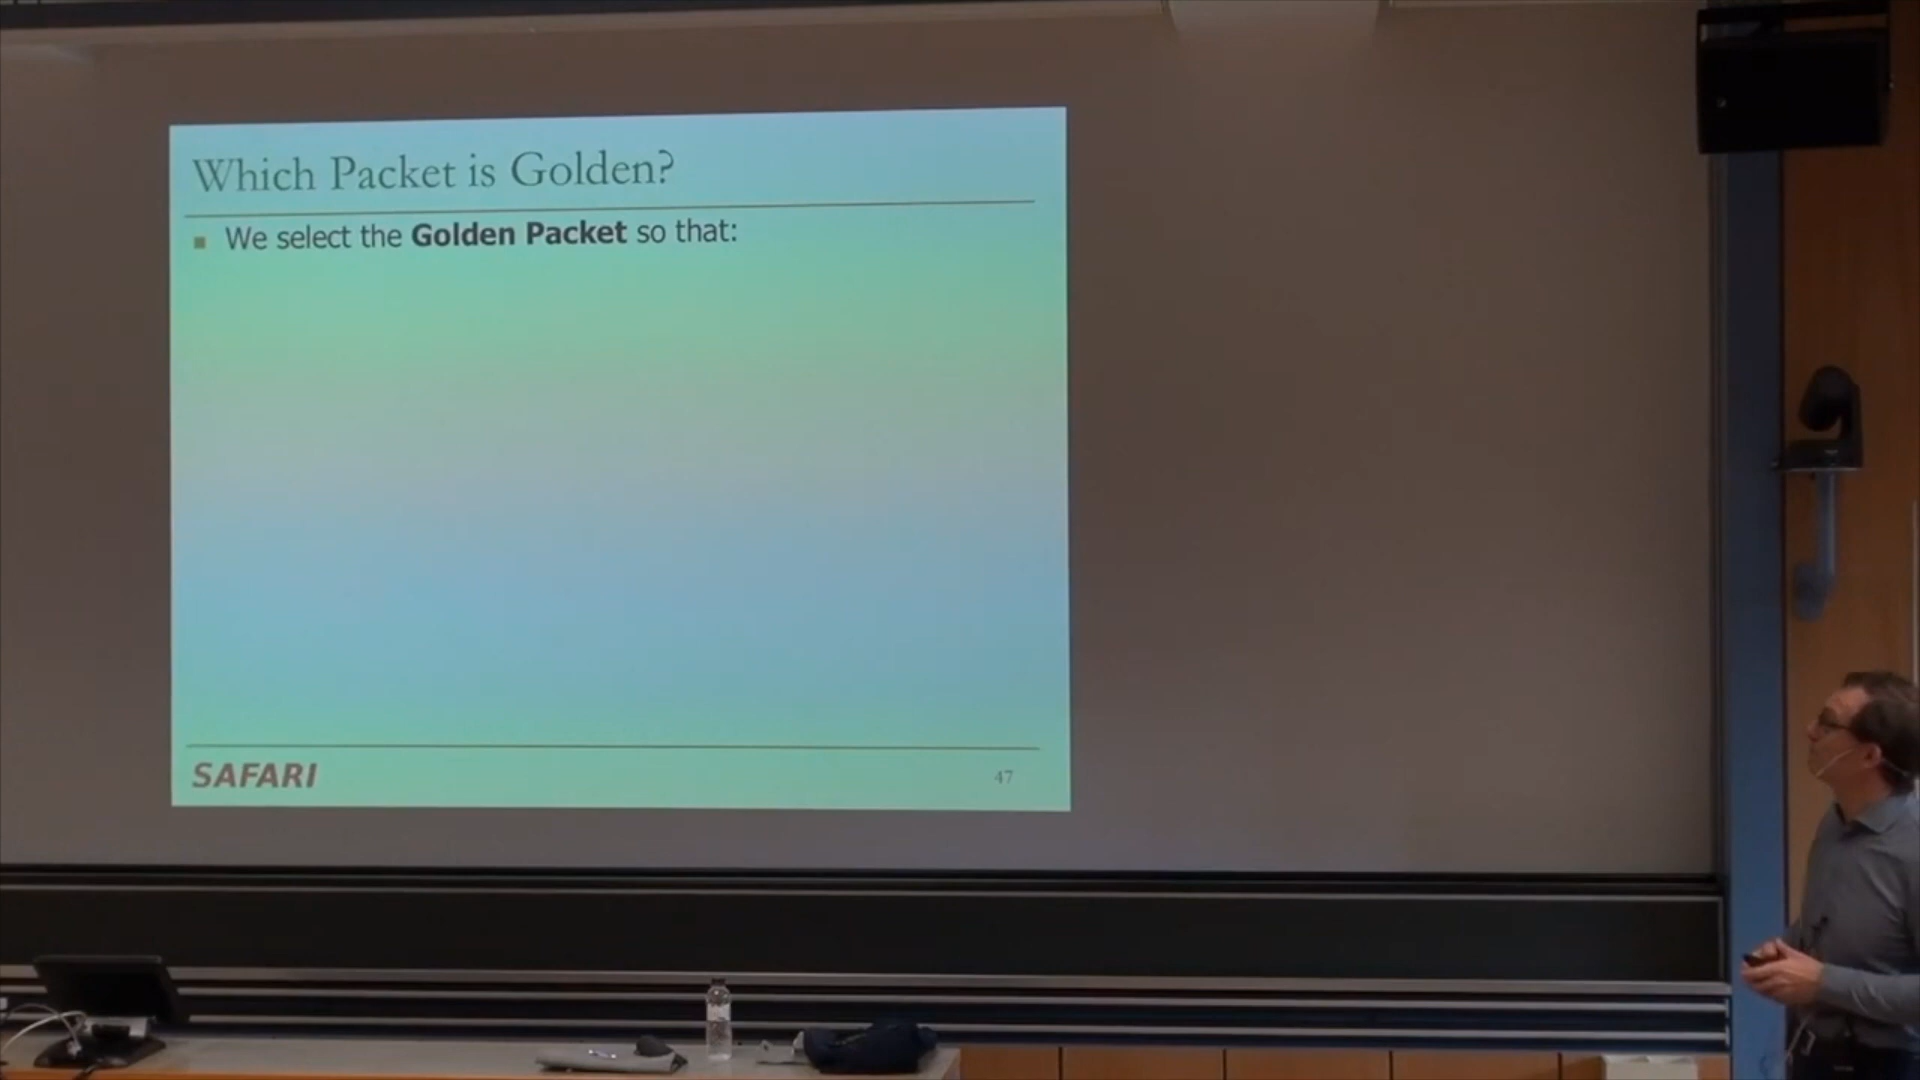 Which Packet is Golden?
▪ We select the Golden Packet so that:
SAFARI
47